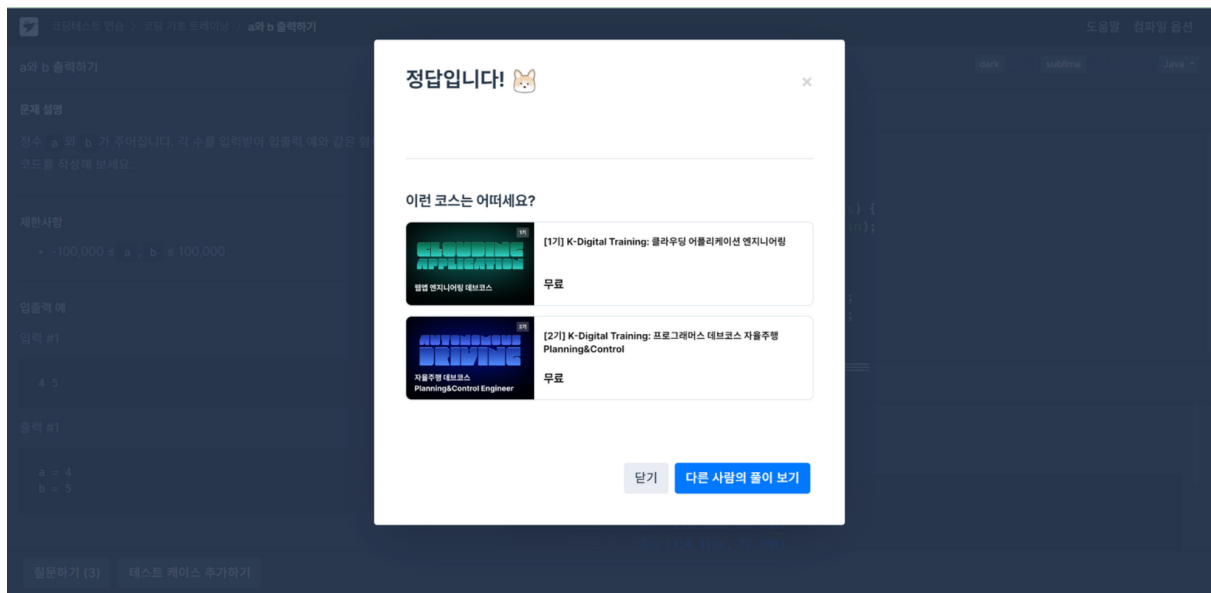 코딩테스트 연습 > 코딩 기초 트레이닝 > a와 b 출력하기
도움말 컴파일 옵션
a와 b 출력하기
dark sublime Java
문제 설명
정수 a 와 b 가 주어집니다. 각 수를 입력받아 입출력 예와 같은 형
코드를 작성해 보세요.
제한사항
-100,000 ≤ a , b ≤ 100,000
입출력 예
입력 #1
4 5
출력 #1
a = 4
b = 5
질문하기 (3) 테스트 케이스 추가하기
정답입니다!
×
이런 코스는 어떠세요?
1기
CLOUDING
APPLICATION
웹앱 엔지니어링 데브코스
[1기] K-Digital Training: 클라우딩 어플리케이션 엔지니어링
무료
2기
AUTONOMOUS
DRIVING
자율주행 데브코스
Planning&Control Engineer
[2기] K-Digital Training: 프로그래머스 데브코스 자율주행
Planning&Control
무료
닫기 다른 사람의 풀이 보기